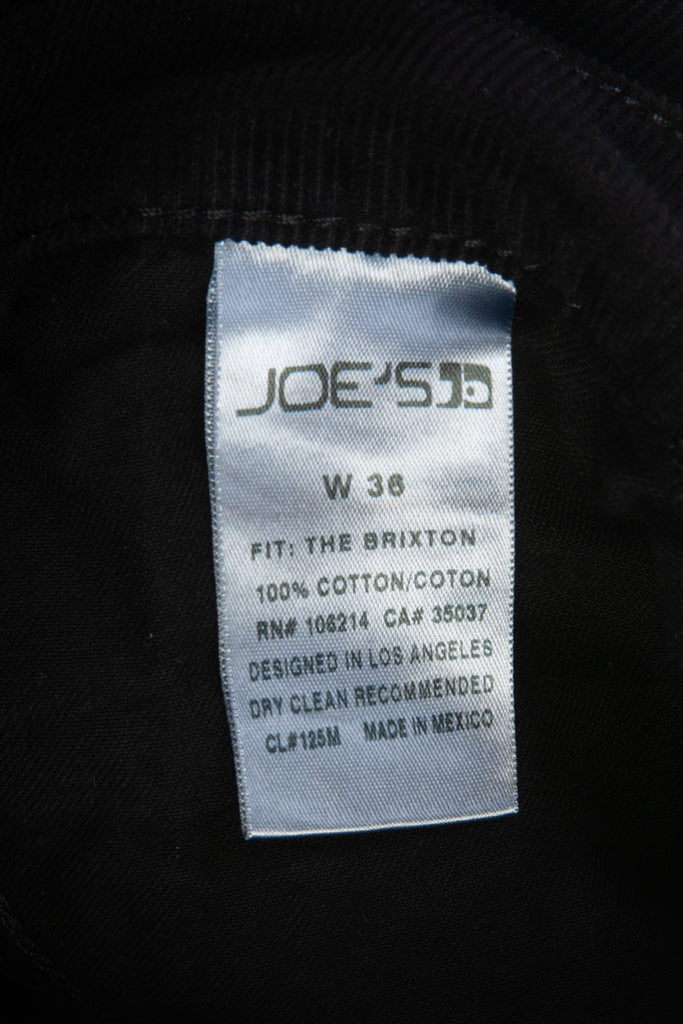 JOE'S
W 36
FIT: THE BRIXTON
100% COTTON/COTON
RN# 106214 CA# 35037
DESIGNED IN LOS ANGELES
DRY CLEAN RECOMMENDED
CL#125M MADE IN MEXICO